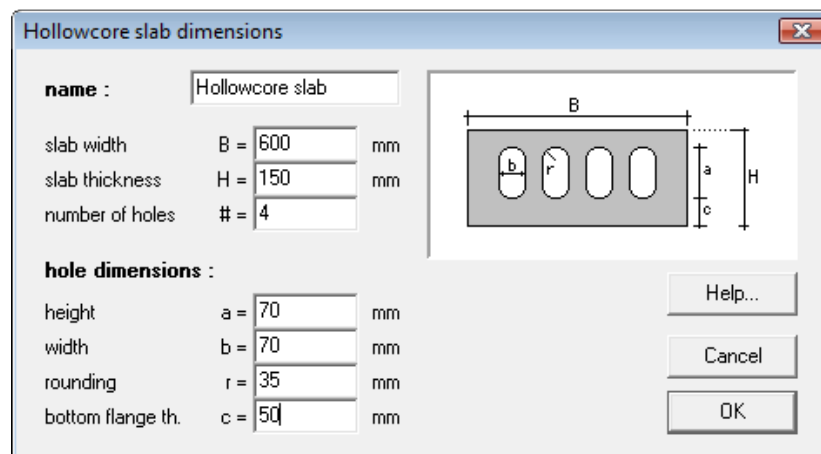 Hollowcore slab dimensions
name : Hollowcore slab
slab width B = 600 mm
slab thickness H = 150 mm
number of holes # = 4
hole dimensions :
height a = 70 mm
width b = 70 mm
rounding r = 35 mm
bottom flange th. c = 50 mm
B
b r a H
c
Help...
Cancel
OK